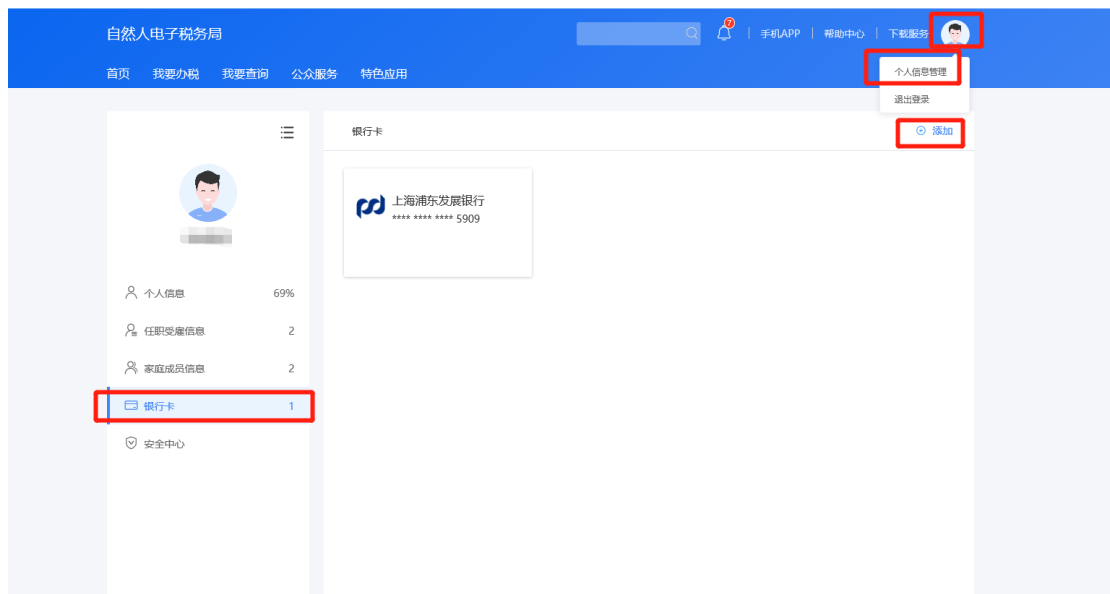 自然人电子税务局
7
手机APP | 帮助中心 | 下载服务
首页 我要办税 我要查询 公众服务 特色应用
个人信息管理
退出登录
银行卡
添加
上海浦东发展银行
**** **** **** 5909
个人信息 69%
任职受雇信息 2
家庭成员信息 2
银行卡 1
安全中心